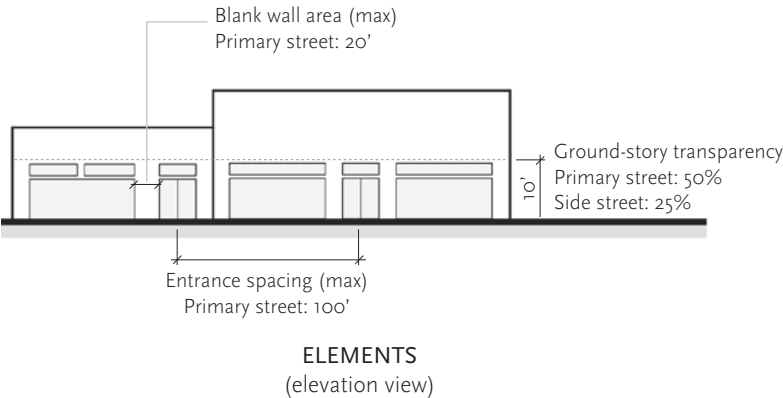 Blank wall area (max)
Primary street: 20’
Ground-story transparency
Primary street: 50%
Side street: 25%
10’
Entrance spacing (max)
Primary street: 100’
ELEMENTS
(elevation view)